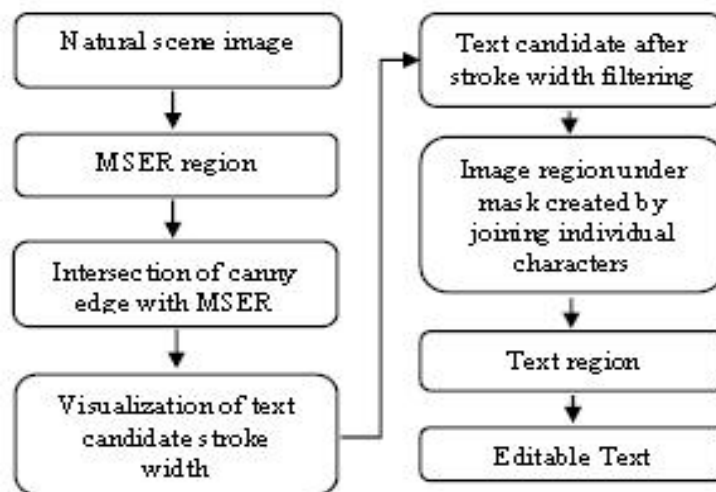 Natural scene image
MSER region
Intersection of canny
edge with MSER
Visualization of text
candidate stroke
width
Text candidate after
stroke width filtering
Image region under
mask created by
joining individual
characters
Text region
Editable Text